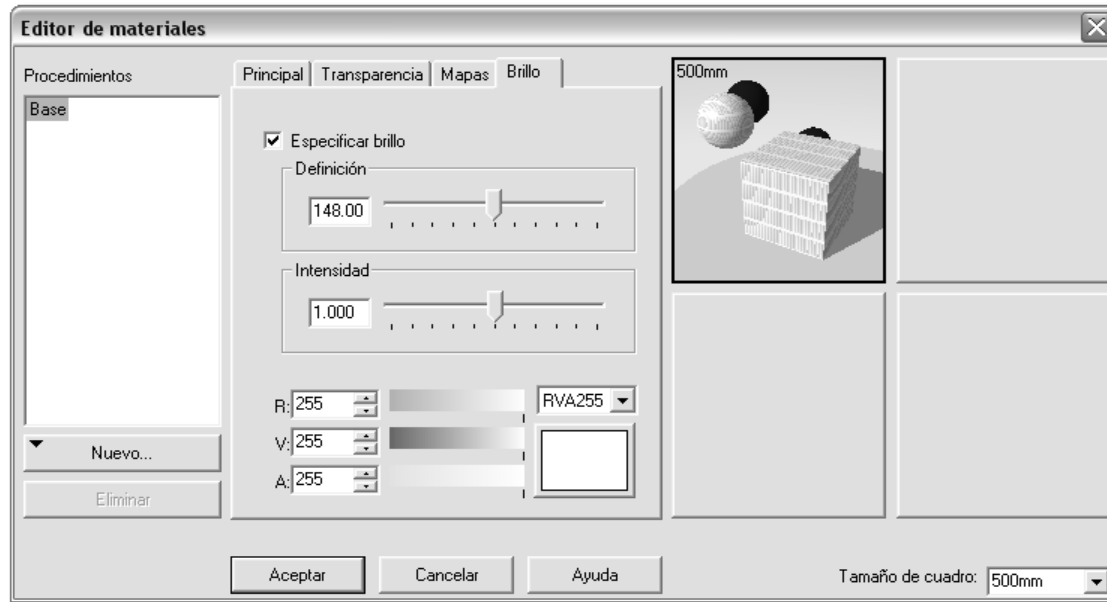 Editor de materiales
Procedimientos
Base
Nuevo...
Eliminar
Principal
Transparencia
Mapas
Brillo
Especificar brillo
Definición
148.00
Intensidad
1.000
R: 255
RVA255
V: 255
A: 255
500mm
Aceptar
Cancelar
Ayuda
Tamaño de cuadro: 500mm